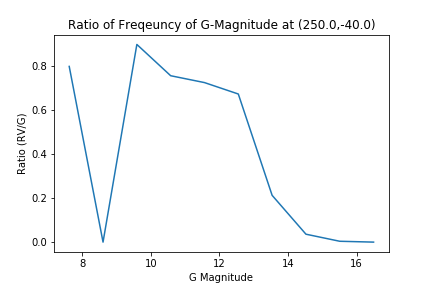 Ratio of Freqeuncy of G-Magnitude at (250.0,-40.0)
Ratio (RV/G)
0.8
0.6
0.4
0.2
0.0
8 10 12 14 16
G Magnitude